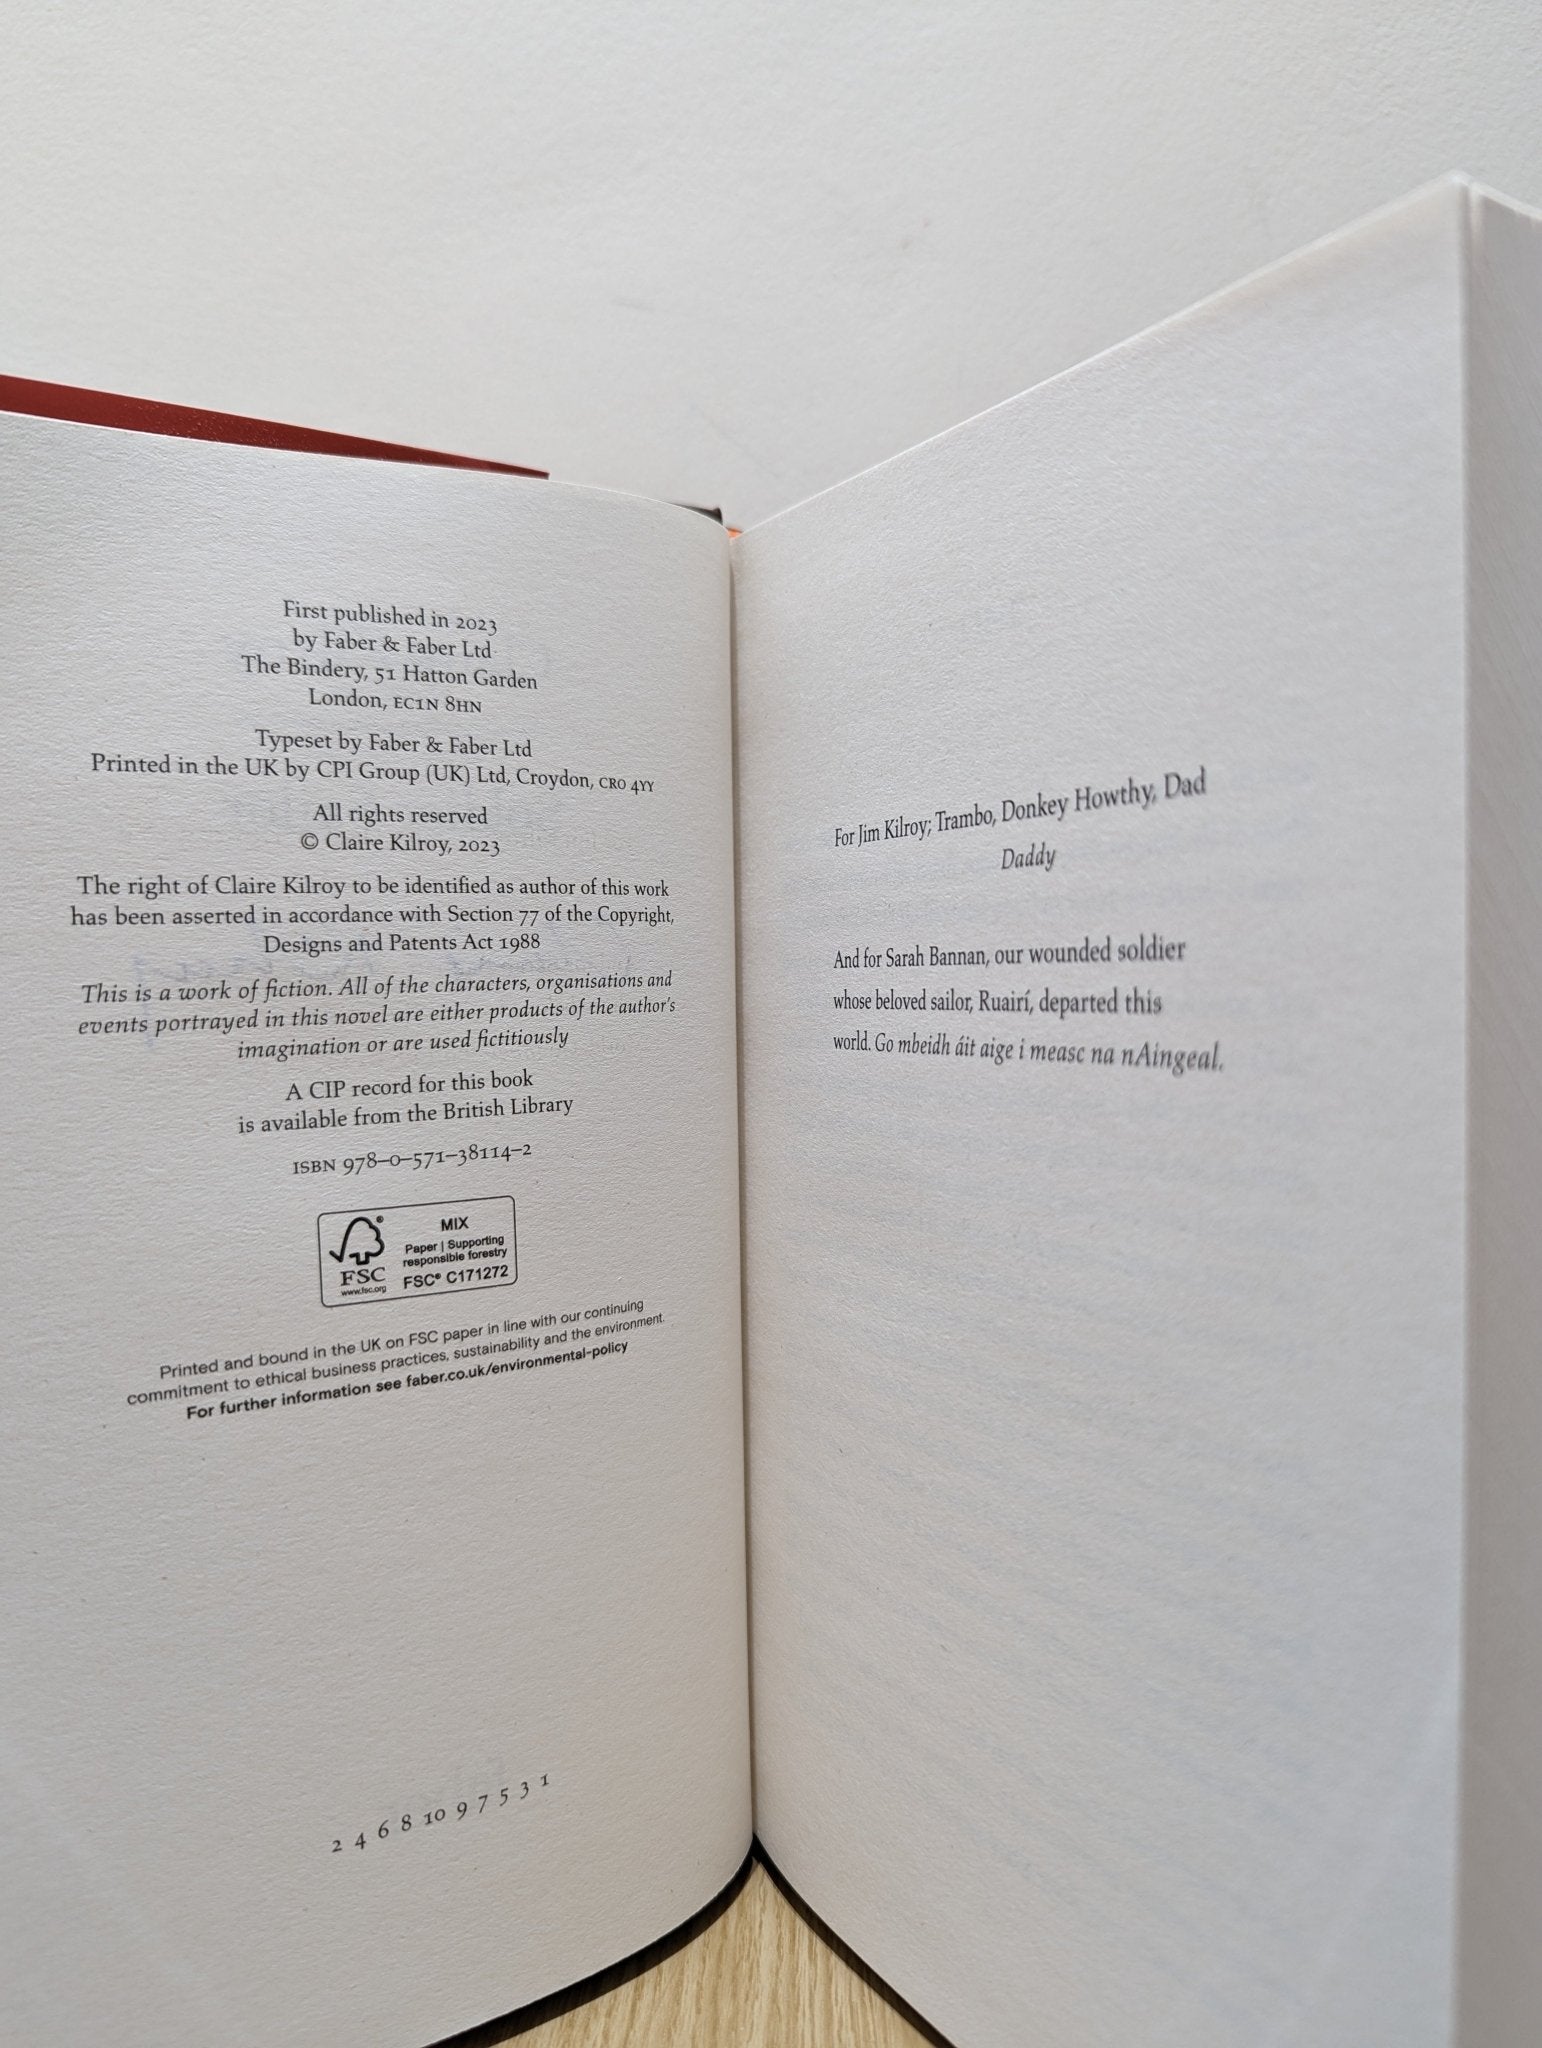 First published in 2023
by Faber & Faber Ltd
The Bindery, 51 Hatton Garden
London, EC1N 8HN
Typeset by Faber & Faber Ltd
Printed in the UK by CPI Group (UK) Ltd, Croydon, CR0 4YY
All rights reserved
© Claire Kilroy, 2023
The right of Claire Kilroy to be identified as author of this work
has been asserted in accordance with Section 77 of the Copyright,
Designs and Patents Act 1988
This is a work of fiction. All of the characters, organisations and
events portrayed in this novel are either products of the author's
imagination or are used fictitiously
A CIP record for this book
is available from the British Library
ISBN 978–0–571–38114–2
MIX
Paper | Supporting
responsible forestry
FSC® C171272
FSC
www.fsc.org
Printed and bound in the UK on FSC paper in line with our continuing
commitment to ethical business practices, sustainability and the environment.
For further information see faber.co.uk/environmental-policy
2 4 6 8 10 9 7 5 3 1
For Jim Kilroy; Trambo, Donkey Howthy, Dad
Daddy
And for Sarah Bannan, our wounded soldier
whose beloved sailor, Ruairí, departed this
world. Go mbeidh áit aige i measc na nAingeal.